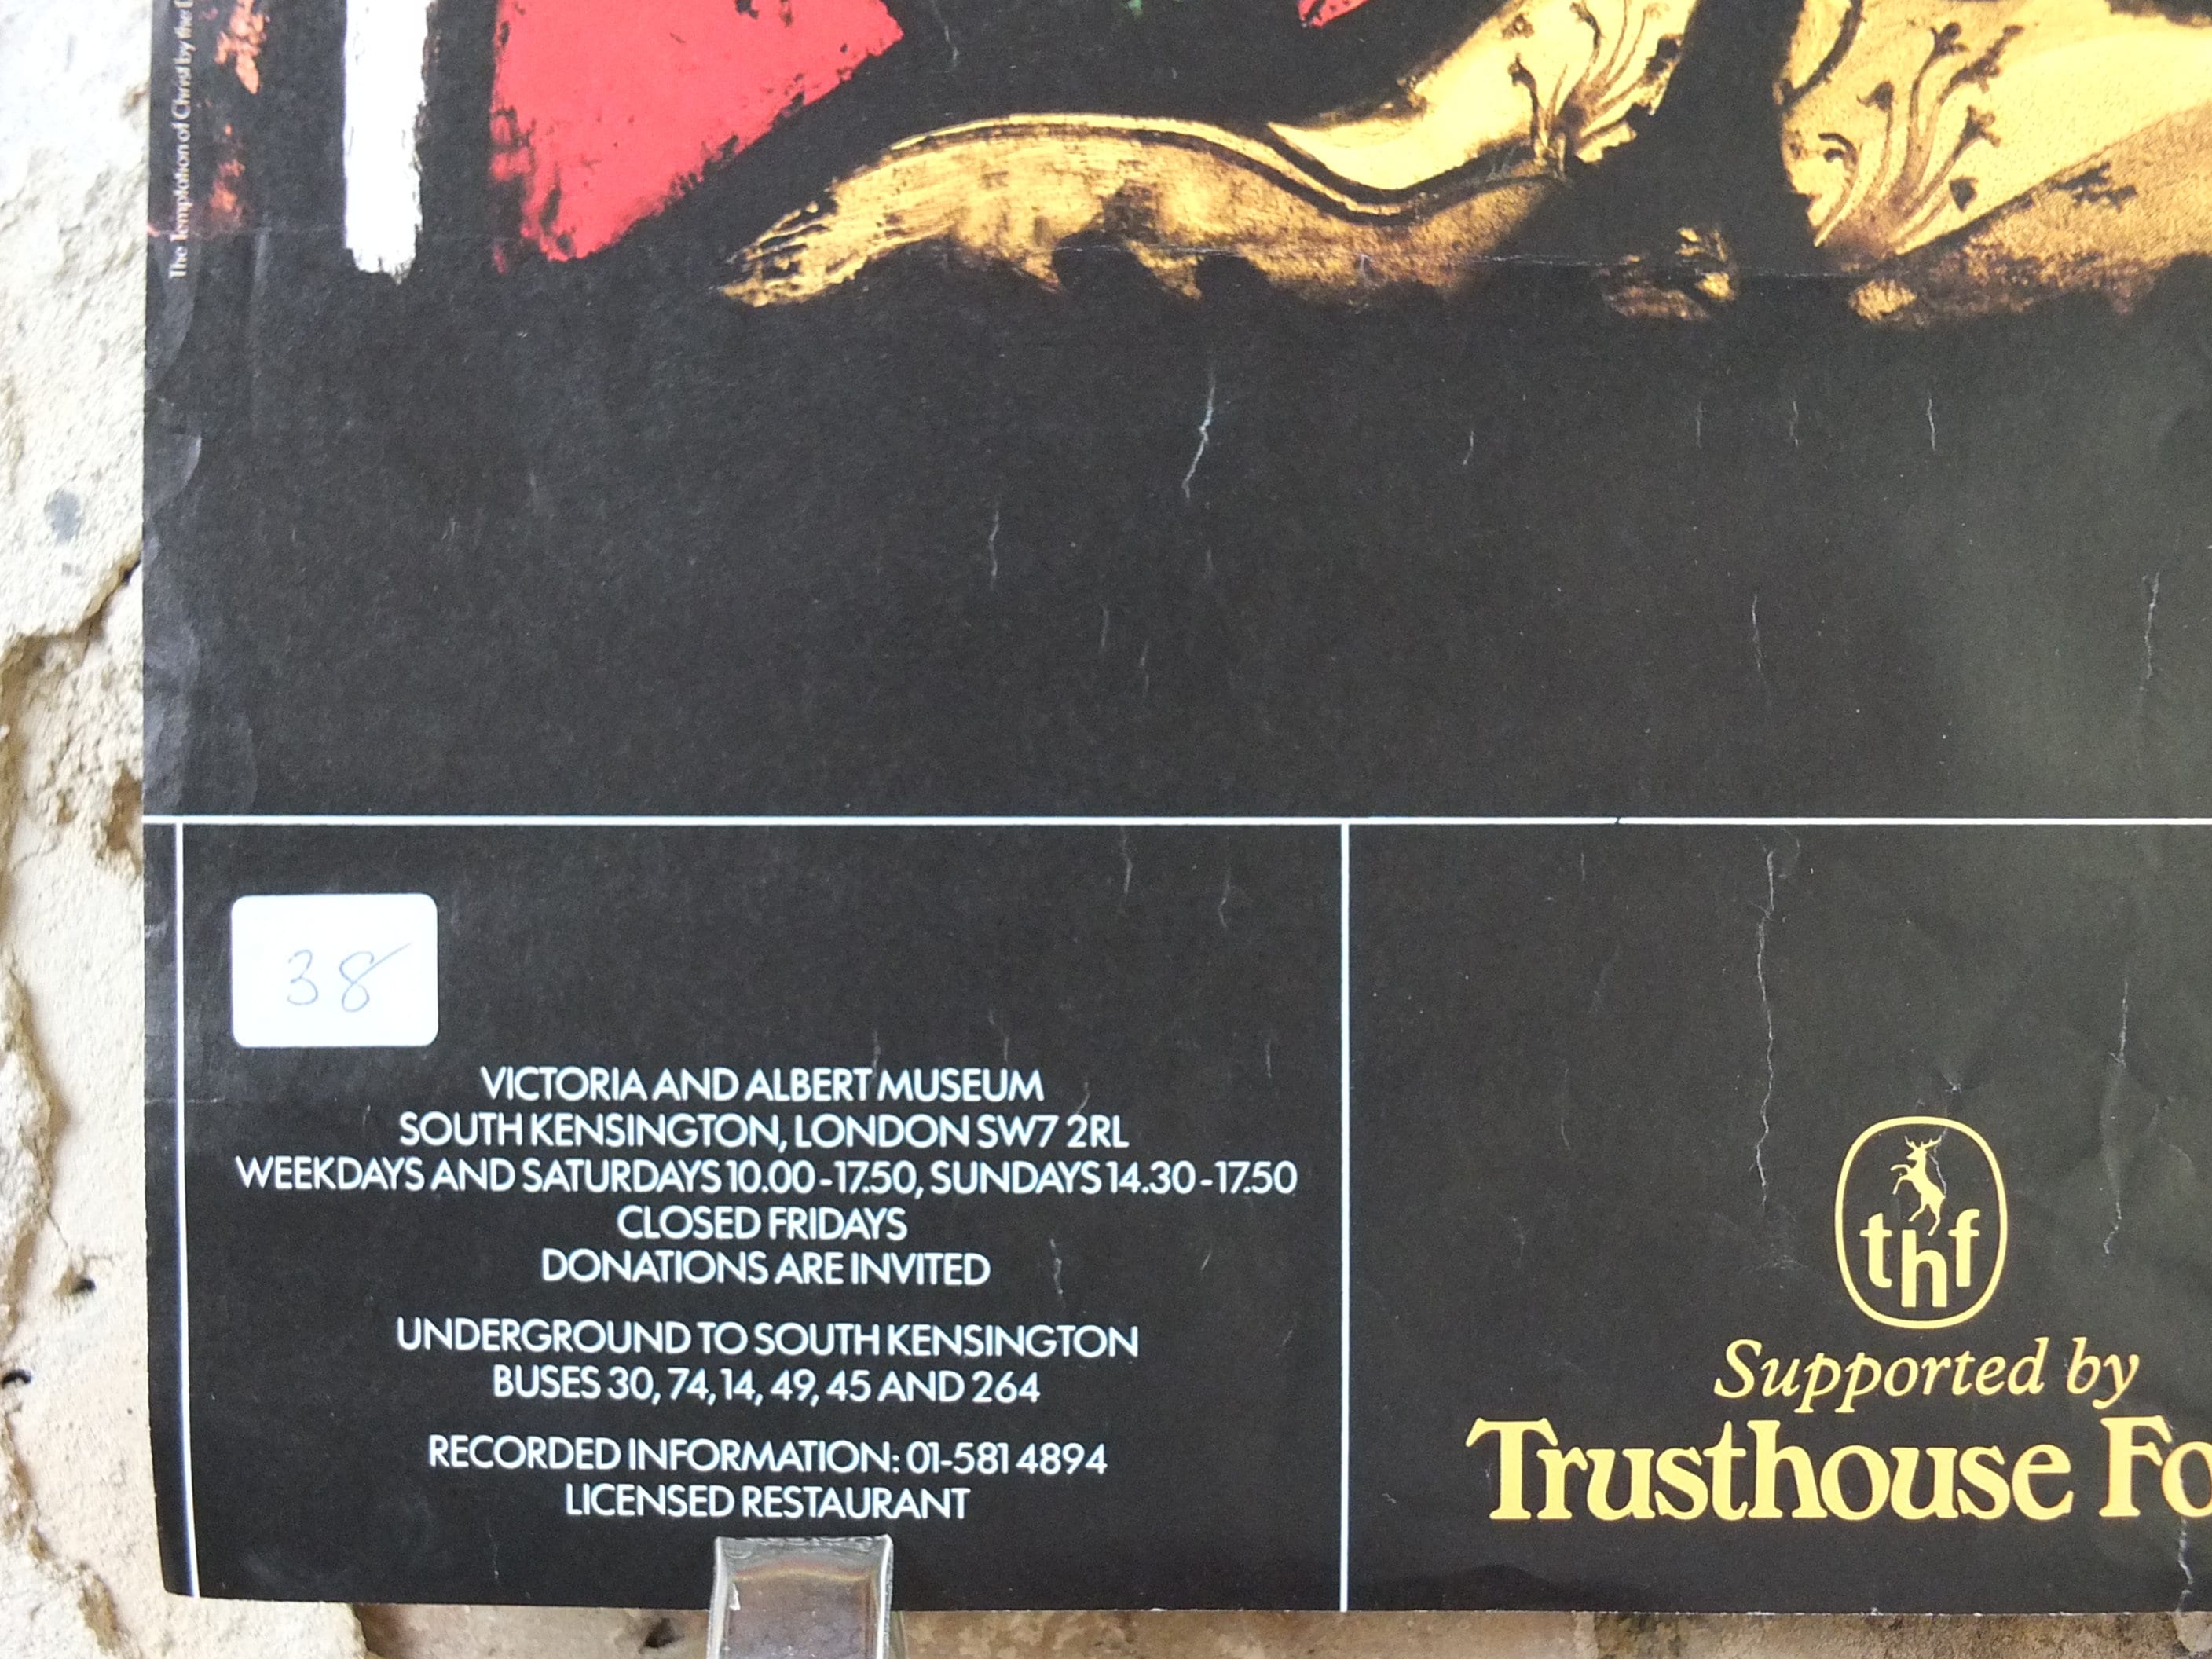 The Temptation of Christ by the
38
VICTORIA AND ALBERT MUSEUM
SOUTH KENSINGTON, LONDON SW7 2RL
WEEKDAYS AND SATURDAYS 10.00-17.50, SUNDAYS 14.30-17.50
CLOSED FRIDAYS
DONATIONS ARE INVITED
UNDERGROUND TO SOUTH KENSINGTON
BUSES 30, 74, 14, 49, 45 AND 264
RECORDED INFORMATION: 01-581 4894
LICENSED RESTAURANT
thf
Supported by
Trusthouse Fo